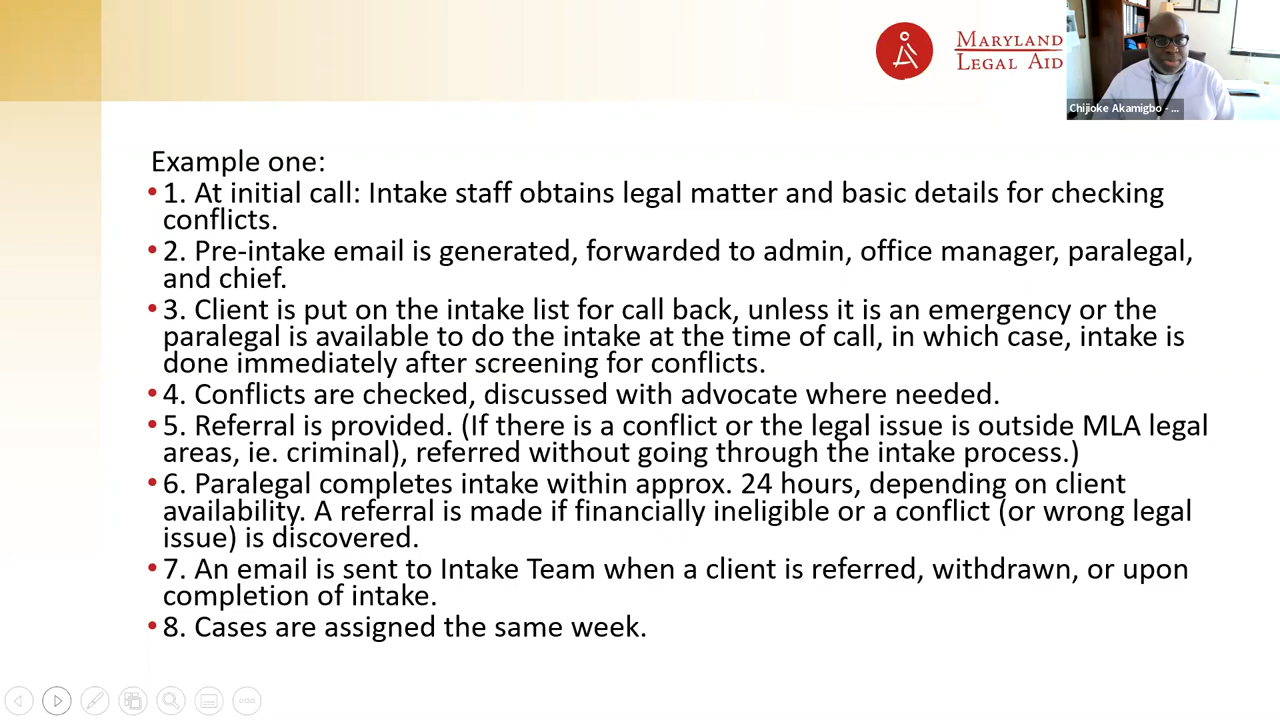 MARYLAND
LEGAL AID
Chijioke Akamigbo - ...
Example one:
•1. At initial call: Intake staff obtains legal matter and basic details for checking
conflicts.
•2. Pre-intake email is generated, forwarded to admin, office manager, paralegal,
and chief.
•3. Client is put on the intake list for call back, unless it is an emergency or the
paralegal is available to do the intake at the time of call, in which case, intake is
done immediately after screening for conflicts.
•4. Conflicts are checked, discussed with advocate where needed.
•5. Referral is provided. (If there is a conflict or the legal issue is outside MLA legal
areas, ie. criminal), referred without going through the intake process.)
•6. Paralegal completes intake within approx. 24 hours, depending on client
availability. A referral is made if financially ineligible or a conflict (or wrong legal
issue) is discovered.
•7. An email is sent to Intake Team when a client is referred, withdrawn, or upon
completion of intake.
•8. Cases are assigned the same week.